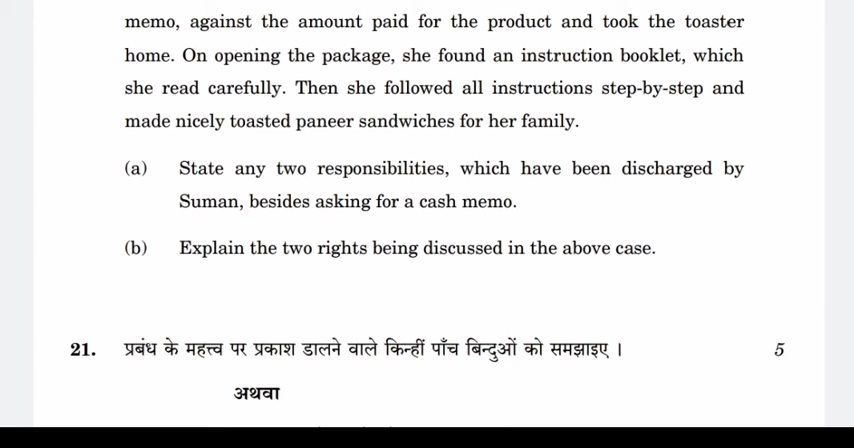 memo, against the amount paid for the product and took the toaster
home. On opening the package, she found an instruction booklet, which
she read carefully. Then she followed all instructions step-by-step and
made nicely toasted paneer sandwiches for her family.
(a) State any two responsibilities, which have been discharged by
Suman, besides asking for a cash memo.
(b) Explain the two rights being discussed in the above case.
21. प्रबंध के महत्त्व पर प्रकाश डालने वाले किन्हीं पाँच बिन्दुओं को समझाइए । 5
अथवा